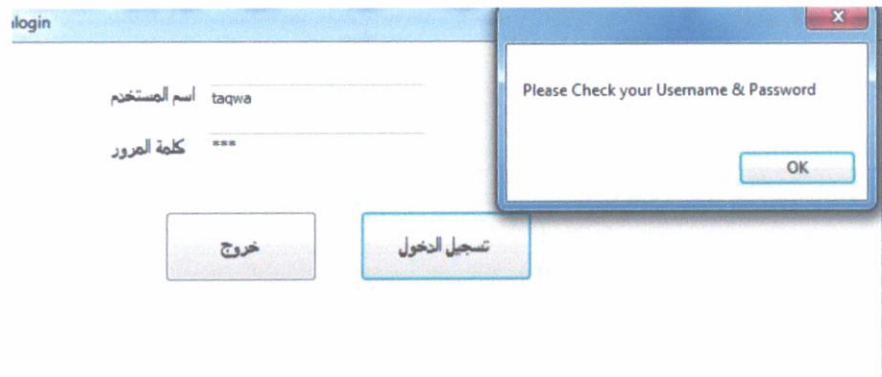 login
اسم المستخدم taqwa
كلمة المرور ***
خروج تسجيل الدخول
Please Check your Username & Password
OK